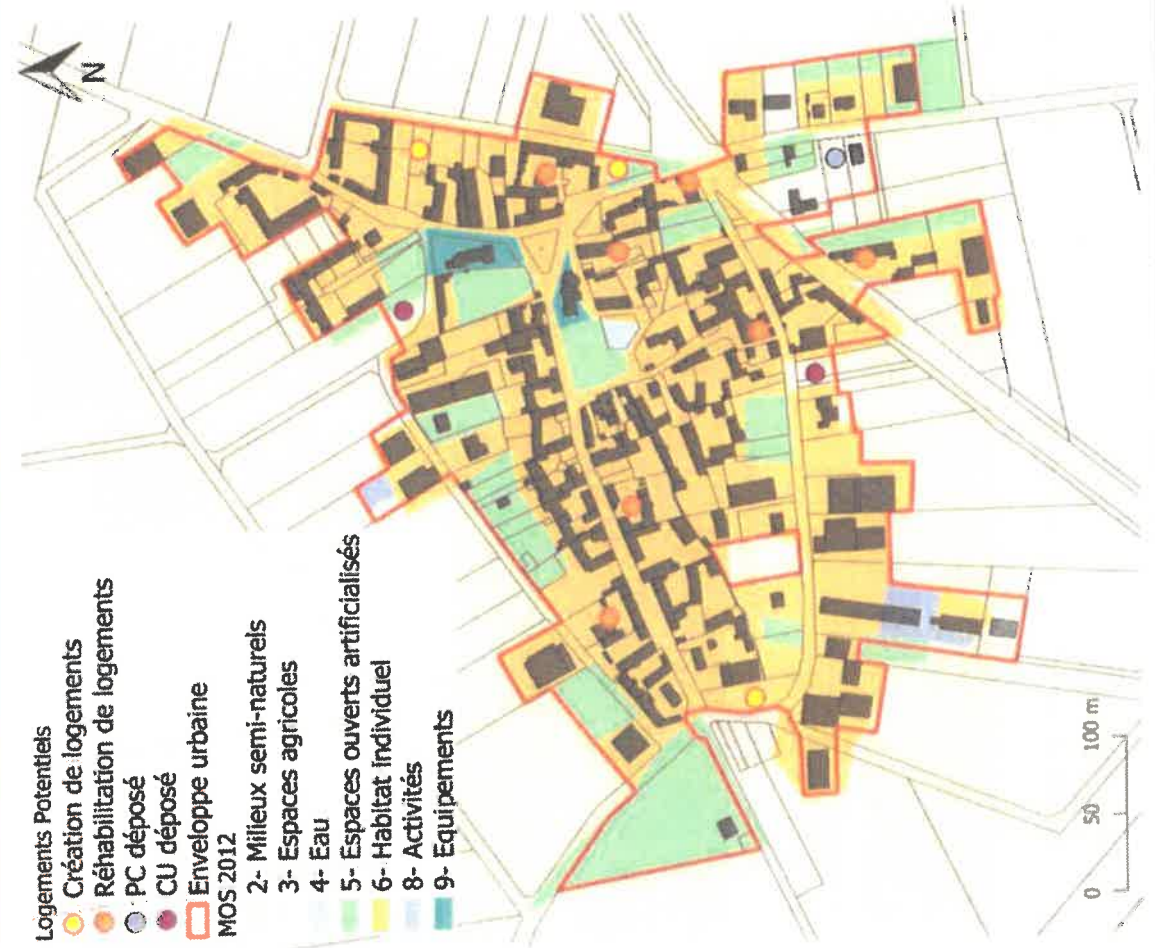 N
Logements Potentiels
Création de logements
Réhabilitation de logements
PC déposé
CU déposé
Enveloppe urbaine
MOS 2012
2- Milieux semi-naturels
3- Espaces agricoles
4- Eau
5- Espaces ouverts artificialisés
6- Habitat individuel
8- Activités
9- Equipements
0 50 100 m